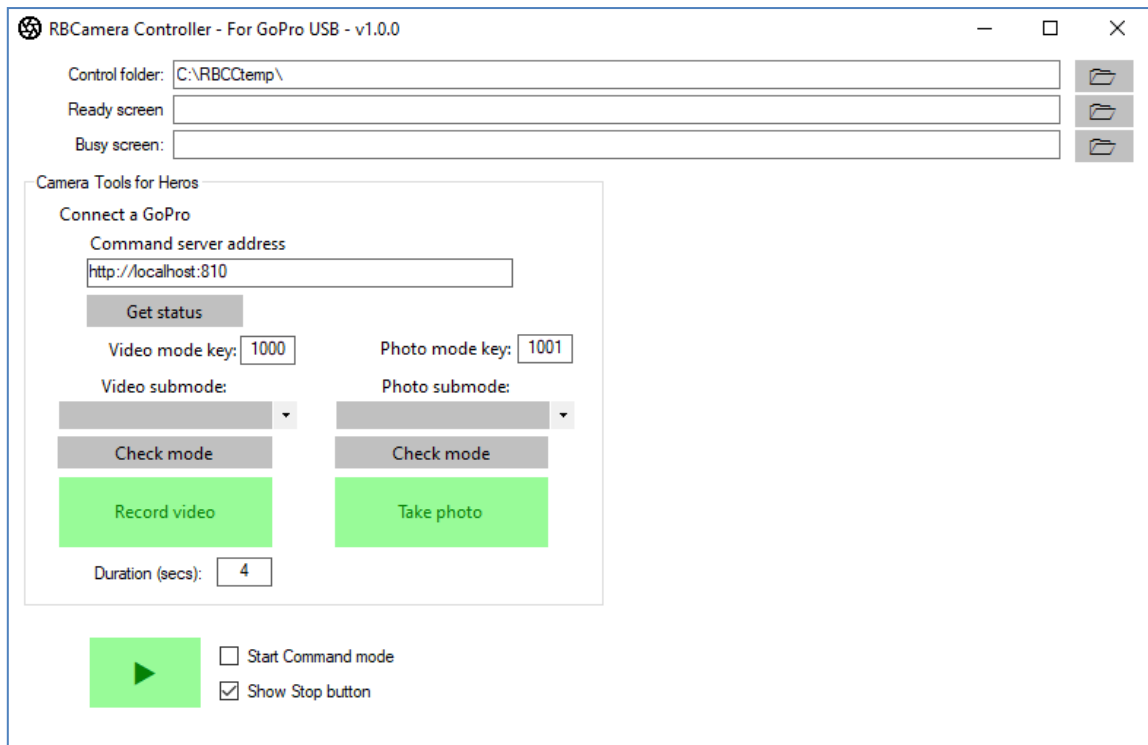 RBCamera Controller - For GoPro USB - v1.0.0
Control folder: C:\RBCCtemp\
Ready screen
Busy screen:
Camera Tools for Heros
Connect a GoPro
Command server address
http://localhost:810
Get status
Video mode key: 1000 Photo mode key: 1001
Video submode: Photo submode:
Check mode Check mode
Record video Take photo
Duration (secs): 4
Start Command mode
Show Stop button